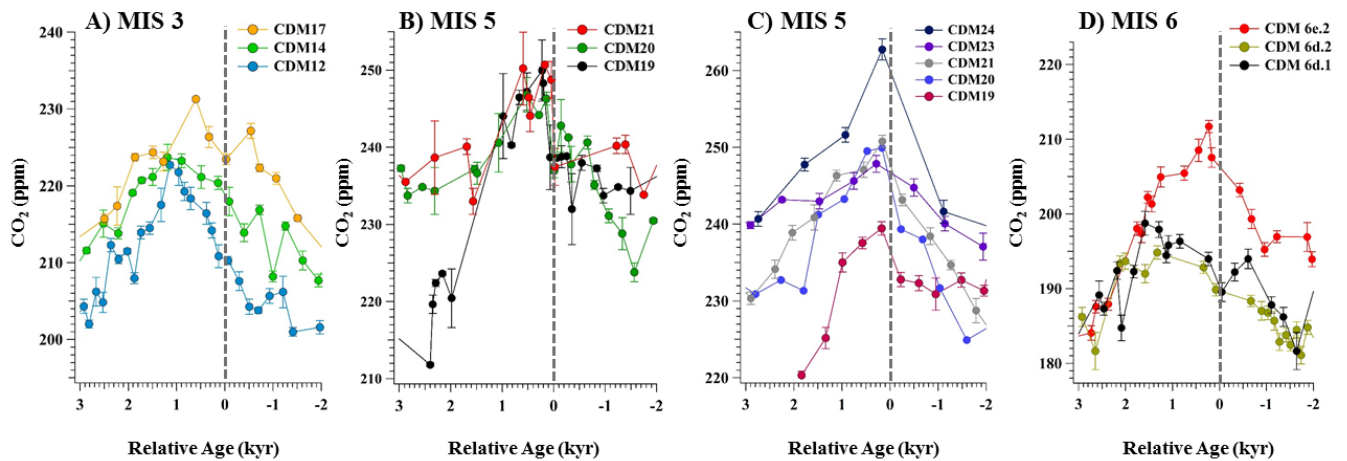 A) MIS 3
CDM17
CDM14
CDM12
240
230
220
210
200
CO2 (ppm)
3
2
1
0
-1
-2
Relative Age (kyr)
B) MIS 5
CDM21
CDM20
CDM19
250
240
230
220
210
CO2 (ppm)
3
2
1
0
-1
-2
Relative Age (kyr)
C) MIS 5
CDM24
CDM23
CDM21
CDM20
CDM19
260
250
240
230
220
CO2 (ppm)
3
2
1
0
-1
-2
Relative Age (kyr)
D) MIS 6
CDM 6e.2
CDM 6d.2
CDM 6d.1
220
210
200
190
180
CO2 (ppm)
3
2
1
0
-1
-2
Relative Age (kyr)